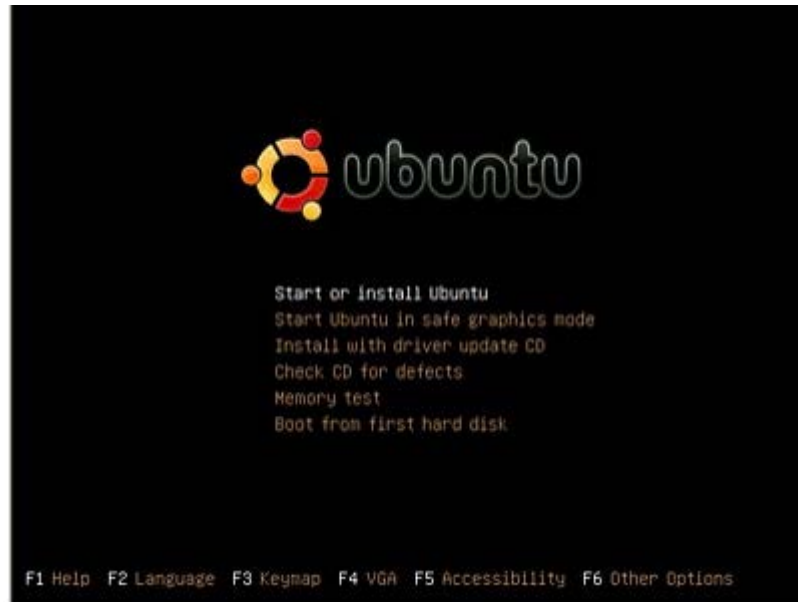 ubuntu
Start or install Ubuntu
Start Ubuntu in safe graphics mode
Install with driver update CD
Check CD for defects
Memory test
Boot from first hard disk
F1 Help F2 Language F3 Keymap F4 VGA F5 Accessibility F6 Other Options